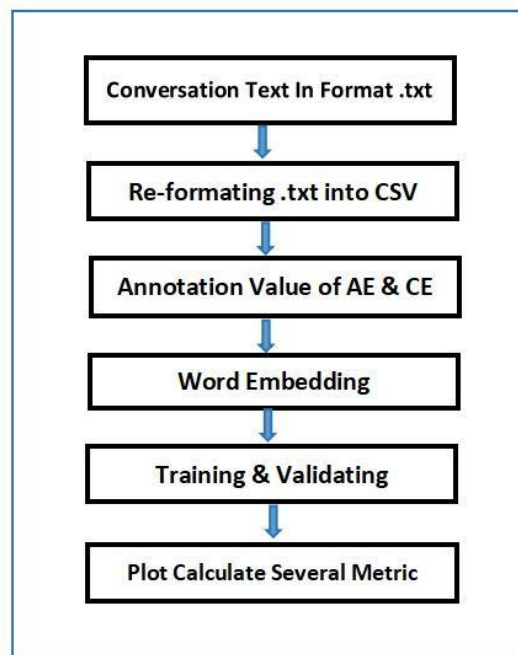 Conversation Text In Format .txt
Re-formating .txt into CSV
Annotation Value of AE & CE
Word Embedding
Training & Validating
Plot Calculate Several Metric